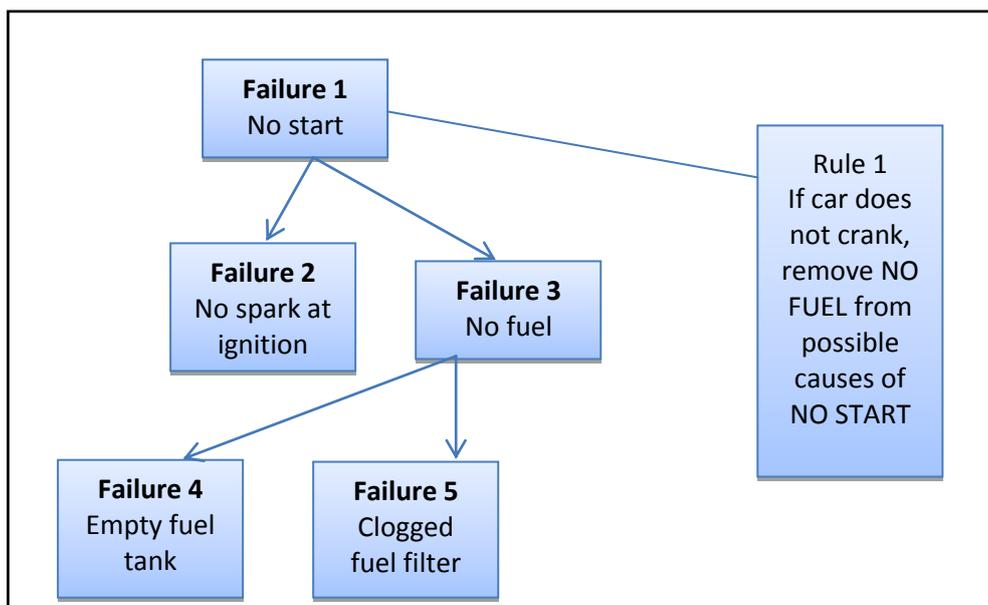 Failure 1
No start
Rule 1
If car does
not crank,
remove NO
FUEL from
possible
causes of
NO START
Failure 2
No spark at
ignition
Failure 3
No fuel
Failure 4
Empty fuel
tank
Failure 5
Clogged
fuel filter